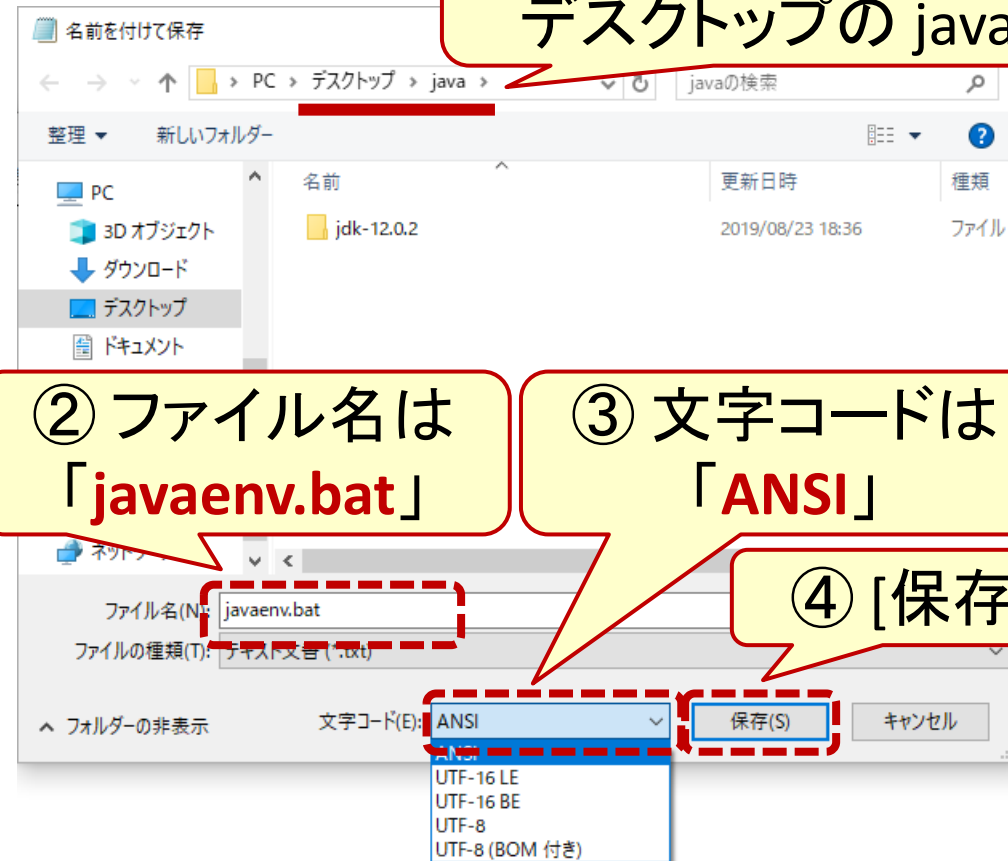 デスクトップの java
名前を付けて保存
PC > デスクトップ > java >
javaの検索
整理
新しいフォルダー
?
名前
更新日時
種類
PC
jdk-12.0.2
2019/08/23 18:36
ファイル
3D オブジェクト
ダウンロード
デスクトップ
ドキュメント
② ファイル名は
「javaenv.bat」
③ 文字コードは
「ANSI」
④ [保存
ファイル名(N):
javaenv.bat
ファイルの種類(T):
テキスト文書 (*.txt)
フォルダーの非表示
文字コード(E):
ANSI
保存(S)
キャンセル
ANSI
UTF-16 LE
UTF-16 BE
UTF-8
UTF-8 (BOM 付き)